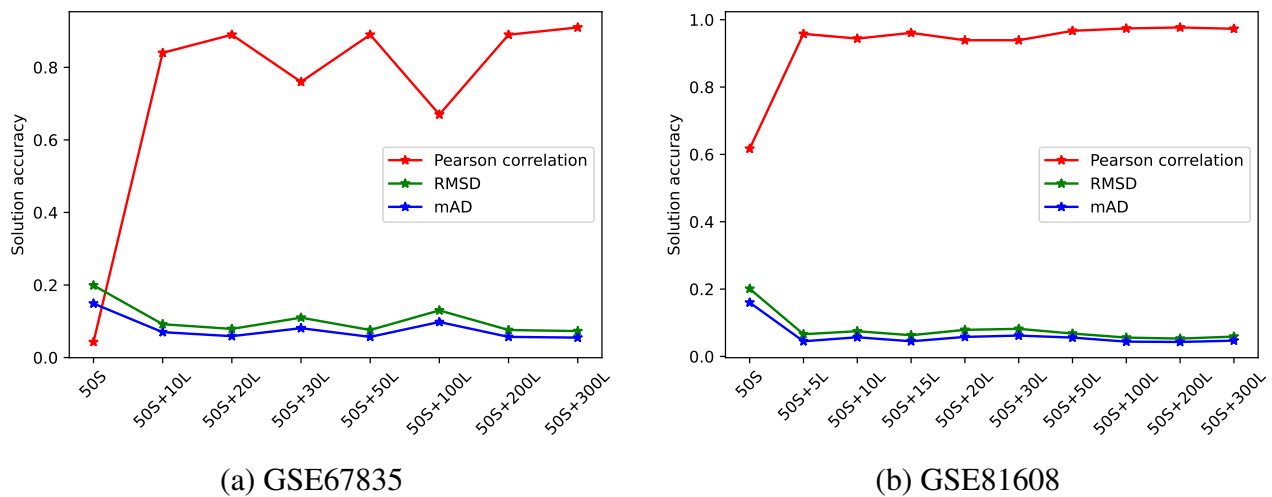 Solution accuracy
0.8
0.6
0.4
0.2
0.0
Pearson correlation
RMSD
mAD
50S
50S+10L
50S+20L
50S+30L
50S+50L
50S+100L
50S+200L
50S+300L
(a) GSE67835
Solution accuracy
1.0
0.8
0.6
0.4
0.2
0.0
Pearson correlation
RMSD
mAD
50S
50S+5L
50S+10L
50S+15L
50S+20L
50S+30L
50S+50L
50S+100L
50S+200L
50S+300L
(b) GSE81608